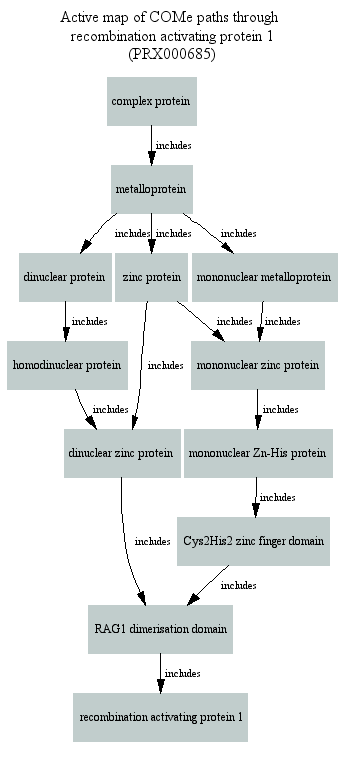 Active map of COMe paths through
recombination activating protein 1
(PRX000685)
complex protein
includes
metalloprotein
includes includes includes
dinuclear protein zinc protein mononuclear metalloprotein
includes includes includes
homodinuclear protein includes mononuclear zinc protein
includes includes
dinuclear zinc protein mononuclear Zn-His protein
includes
includes Cys2His2 zinc finger domain
includes
RAG1 dimerisation domain
includes
recombination activating protein 1